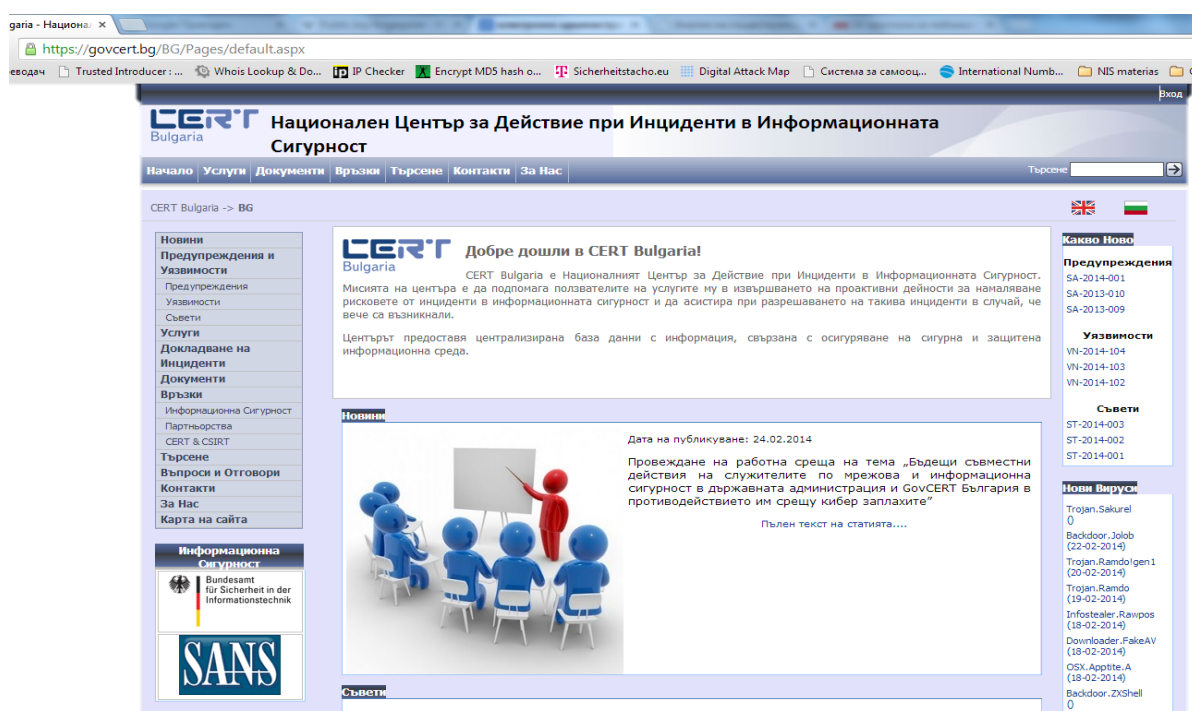 garia - Национал
https://govcert.bg/BG/Pages/default.aspx
еводач Trusted Introducer : ... Whois Lookup & Do... IP Checker Encrypt MD5 hash o... Sicherheitstacho.eu Digital Attack Map Система за самооц... International Numb... NIS materias
Вход
CERT
Bulgaria
Национален Център за Действие при Инциденти в Информационната
Сигурност
Начало Услуги Документи Връзки Търсене Контакти За Нас
Търсене
CERT Bulgaria -> BG
Новини
Предупреждения и
Уязвимости
Предупреждения
Уязвимости
Съвети
Услуги
Докладване на
Инциденти
Документи
Връзки
Информационна Сигурност
Партньорства
CERT & CSIRT
Търсене
Въпроси и Отговори
Контакти
За Нас
Карта на сайта
Информационна
Сигурност
Bundesamt
für Sicherheit in der
Informationstechnik
SANS
CERT
Bulgaria
Добре дошли в CERT Bulgaria!
CERT Bulgaria е Националният Център за Действие при Инциденти в Информационната Сигурност.
Мисията на центъра е да подпомага ползвателите на услугите му в извършването на проактивни дейности за намаляване
рисковете от инциденти в информационната сигурност и да асистира при разрешаването на такива инциденти в случай, че
вече са възникнали.
Центърът предоставя централизирана база данни с информация, свързана с осигуряване на сигурна и защитена
информационна среда.
Новини
Дата на публикуване: 24.02.2014
Провеждане на работна среща на тема „Бъдещи съвместни
действия на служителите по мрежова и информационна
сигурност в държавната администрация и GovCERT България в
противодействието им срещу кибер заплахите”
Пълен текст на статията....
Съвети
Какво Ново
Предупреждения
SA-2014-001
SA-2013-010
SA-2013-009
Уязвимости
VN-2014-104
VN-2014-103
VN-2014-102
Съвети
ST-2014-003
ST-2014-002
ST-2014-001
Нови Вируси
Trojan.Sakurel
()
Backdoor.Jolob
(22-02-2014)
Trojan.Ramdo!gen1
(20-02-2014)
Trojan.Ramdo
(19-02-2014)
Infostealer.Rawpos
(18-02-2014)
Downloader.FakeAV
(18-02-2014)
OSX.Apptite.A
(18-02-2014)
Backdoor.ZXShell
()